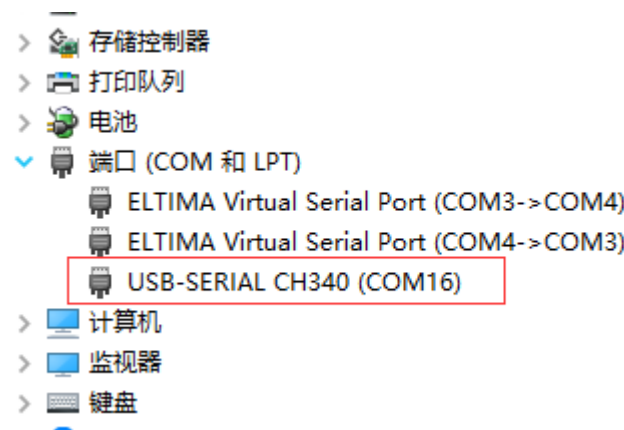 存储控制器
打印队列
电池
端口 (COM 和 LPT)
ELTIMA Virtual Serial Port (COM3->COM4)
ELTIMA Virtual Serial Port (COM4->COM3)
USB-SERIAL CH340 (COM16)
计算机
监视器
键盘